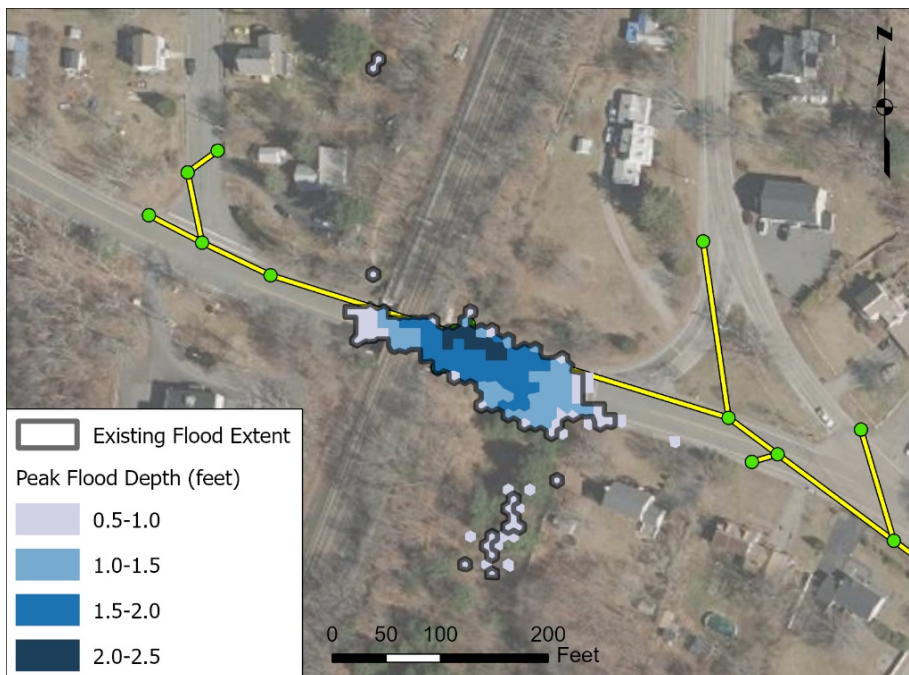 N
Existing Flood Extent
Peak Flood Depth (feet)
0.5-1.0
1.0-1.5
1.5-2.0
2.0-2.5
0 50 100 200
Feet